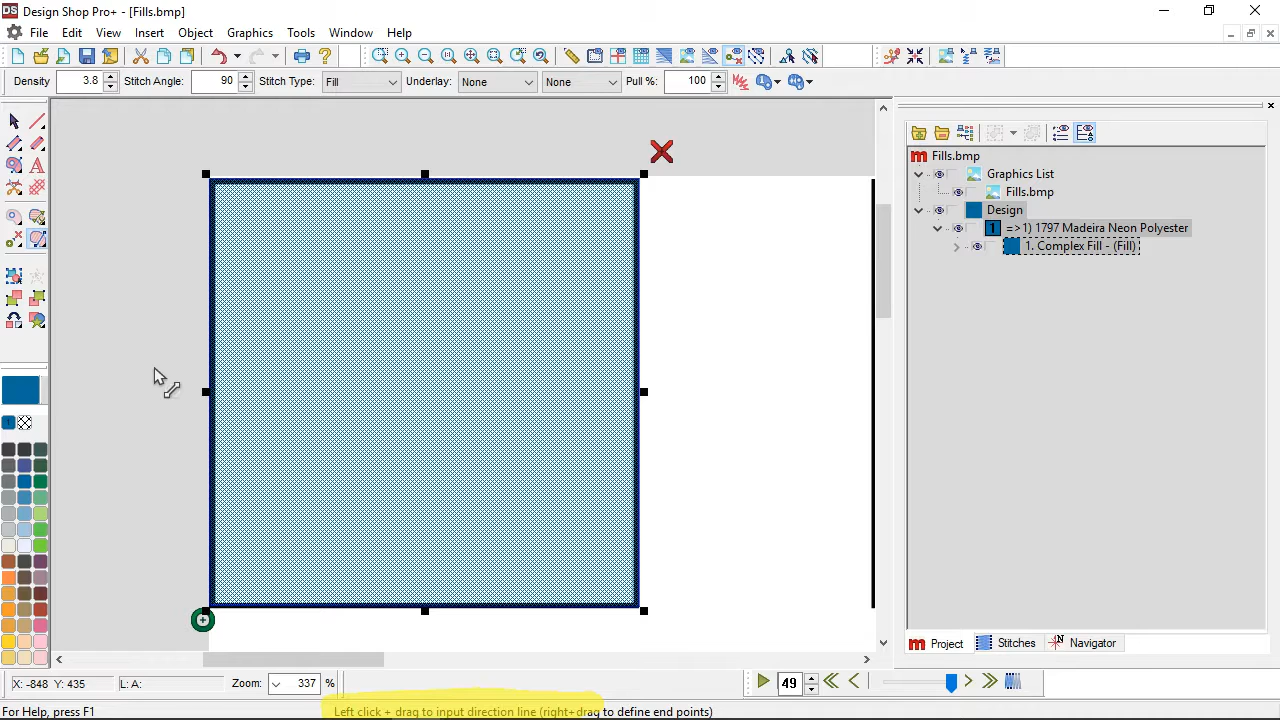 DS Design Shop Pro+ - [Fills.bmp]
File Edit View Insert Object Graphics Tools Window Help
Density 3.8 Stitch Angle: 90 Stitch Type: Fill Underlay: None None Pull %: 100
Fills.bmp
Graphics List
Fills.bmp
Design
1 =>1) 1797 Madeira Neon Polyester
1. Complex Fill - (Fill)
1
Project Stitches N Navigator
X: -848 Y: 435 L: A: Zoom: 337 % 49
For Help, press F1 Left click + drag to input direction line (right+drag to define end points)